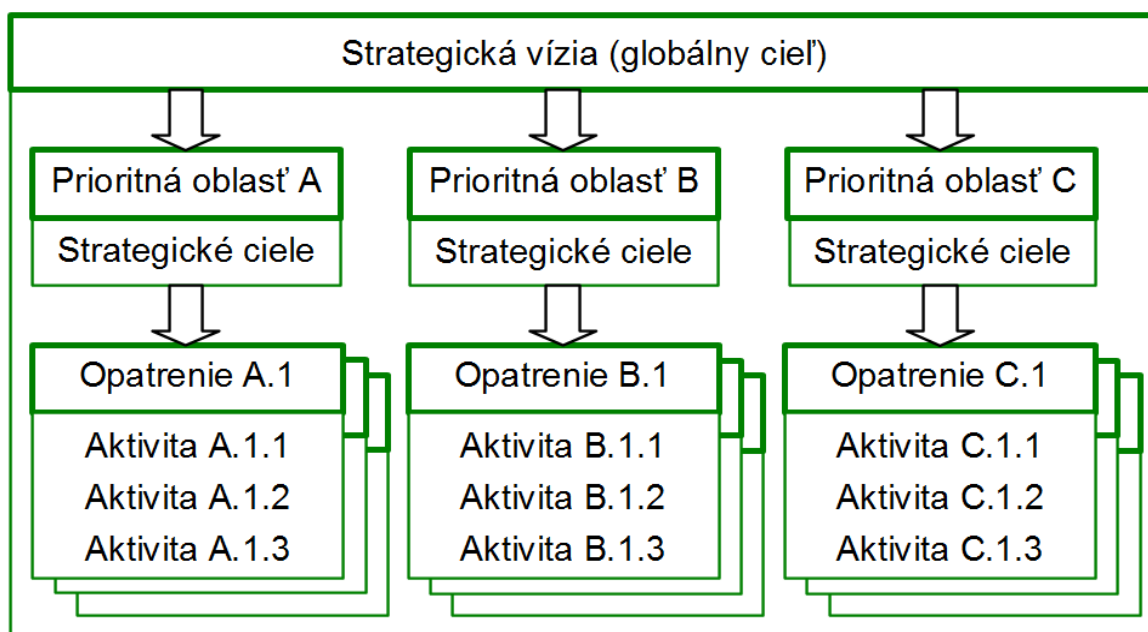 Strategická vízia (globálny cieľ)
Prioritná oblasť A
Strategické ciele
Opatrenie A.1
Aktivita A.1.1
Aktivita A.1.2
Aktivita A.1.3
Prioritná oblasť B
Strategické ciele
Opatrenie B.1
Aktivita B.1.1
Aktivita B.1.2
Aktivita B.1.3
Prioritná oblasť C
Strategické ciele
Opatrenie C.1
Aktivita C.1.1
Aktivita C.1.2
Aktivita C.1.3